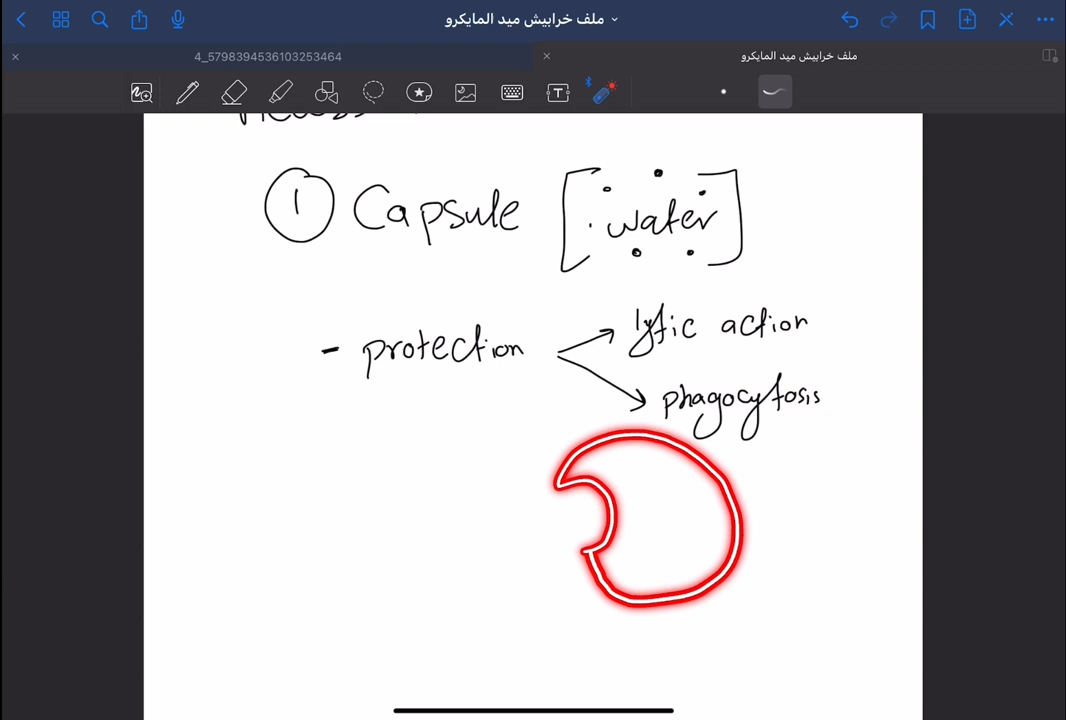 ملف خرابيش ميد المايكرو
4_5798394536103253464
ملف خرابيش ميد المايكرو
① Capsule [water]
- protection → lytic action
→ phagocytosis